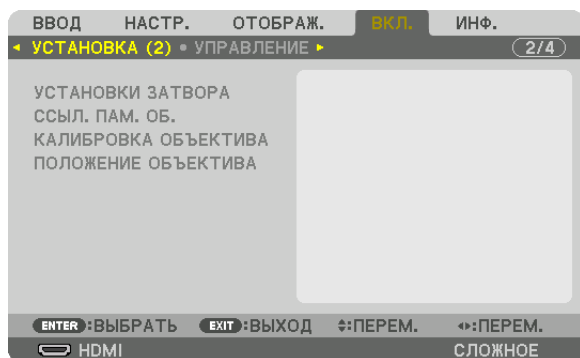 ВВОД НАСТР. ОТОБРАЖ. ВКЛ. ИНФ.
УСТАНОВКА (2) • УПРАВЛЕНИЕ 2/4
УСТАНОВКИ ЗАТВОРА
ССЫЛ. ПАМ. ОБ.
КАЛИБРОВКА ОБЪЕКТИВА
ПОЛОЖЕНИЕ ОБЪЕКТИВА
ENTER :ВЫБРАТЬ EXIT :ВЫХОД :ПЕРЕМ. :ПЕРЕМ.
HDMI СЛОЖНОЕ